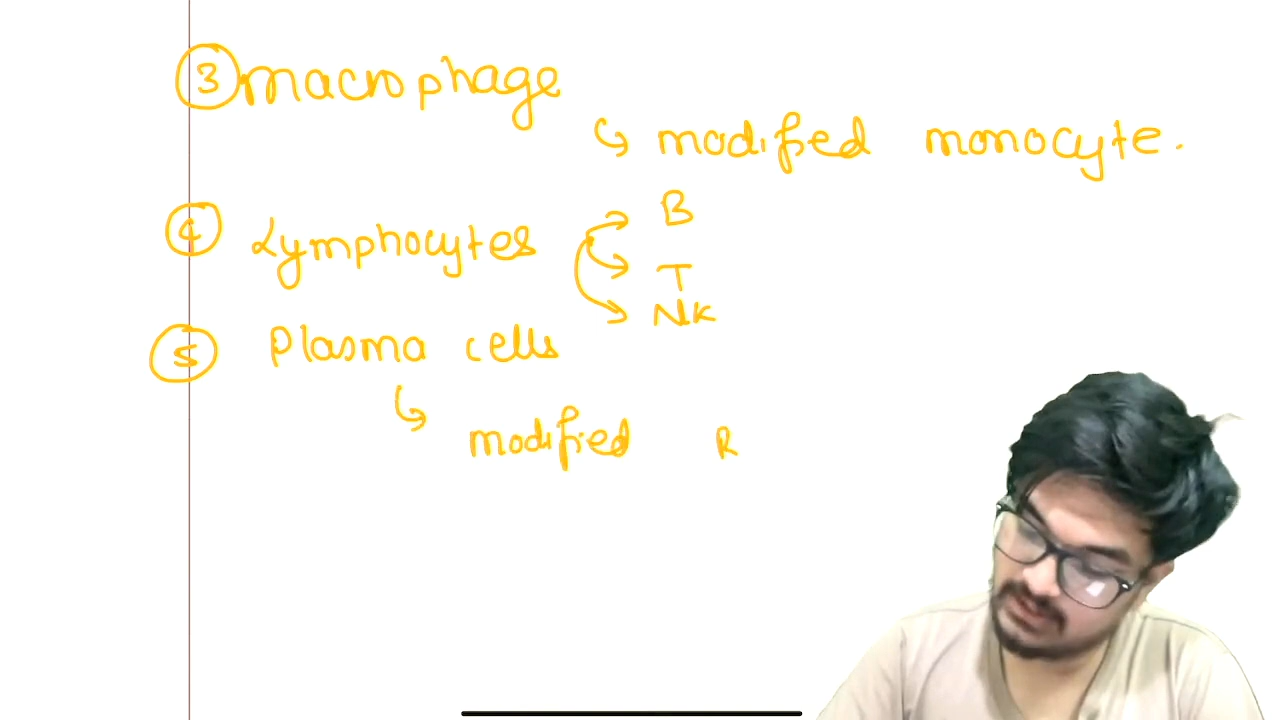 3 macrophage
↳ modified monocyte.
4 Lymphocytes → B
→ T
→ NK
5 Plasma cells
↳ modified R